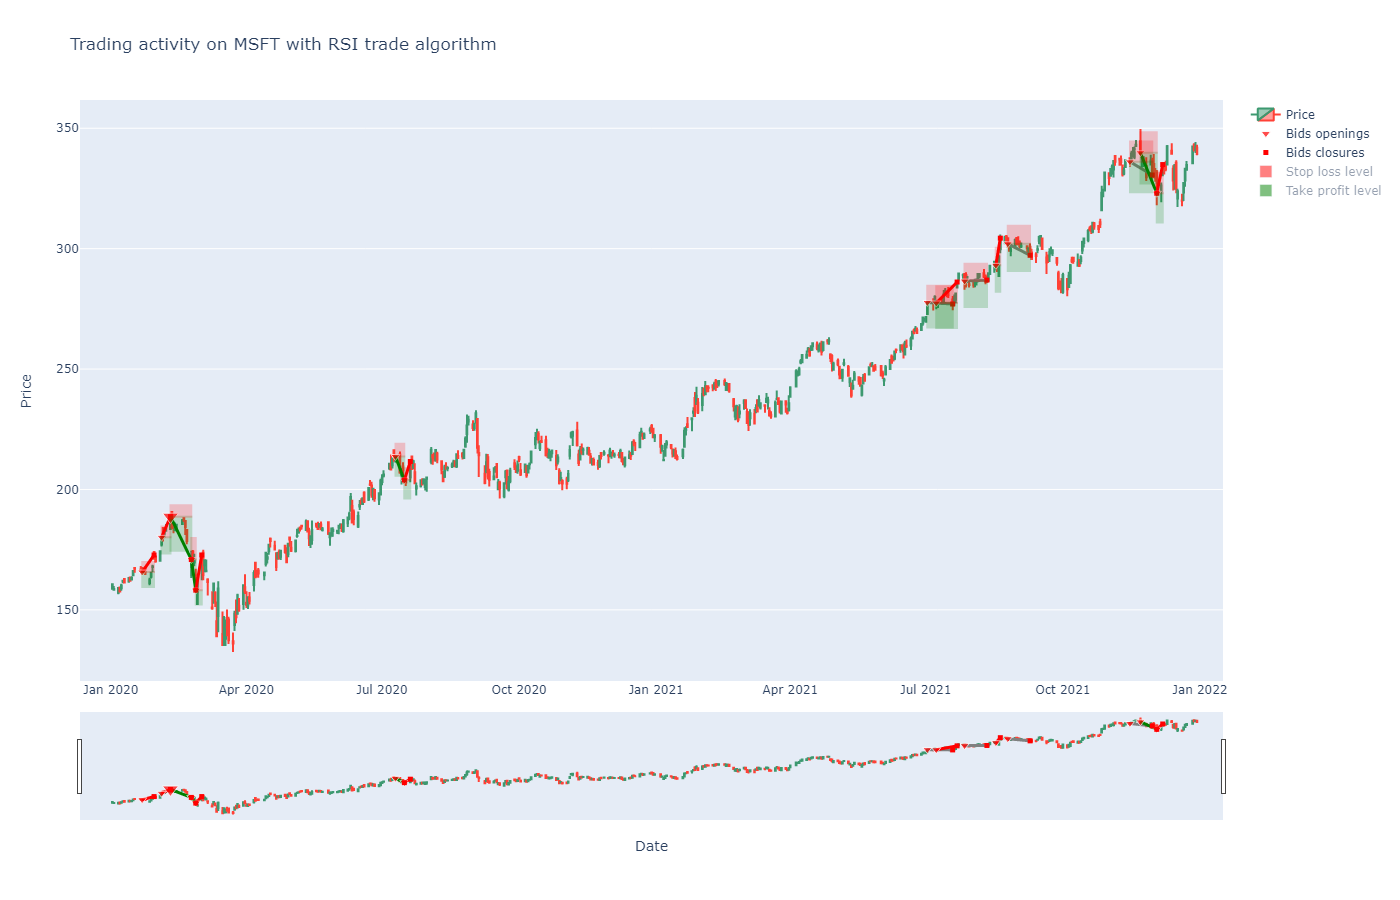 Trading activity on MSFT with RSI trade algorithm
Price
Bids openings
Bids closures
Stop loss level
Take profit level
350
300
250
200
150
Price
Jan 2020
Apr 2020
Jul 2020
Oct 2020
Jan 2021
Apr 2021
Jul 2021
Oct 2021
Jan 2022
Date